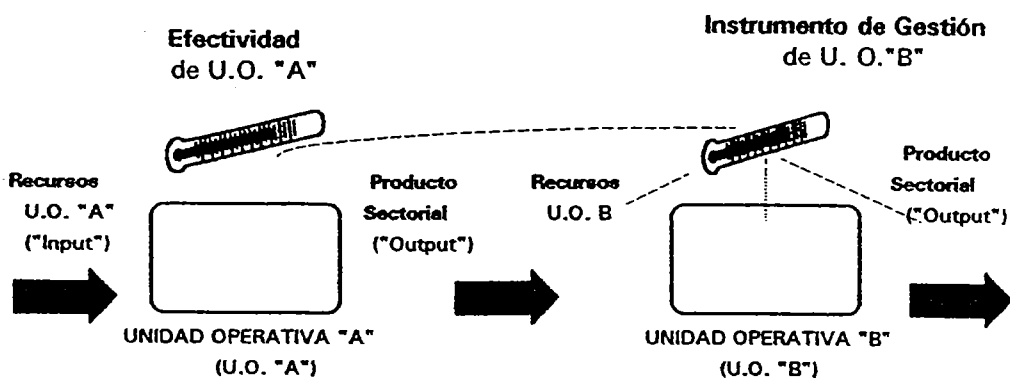 Efectividad
de U.O. "A"
Instrumento de Gestión
de U. O."B"
Recursos
U.O. "A"
("Input")
Producto
Sectorial
("Output")
Recursos
U.O. B
Producto
Sectorial
("Output")
UNIDAD OPERATIVA "A"
(U.O. "A")
UNIDAD OPERATIVA "B"
(U.O. "B")